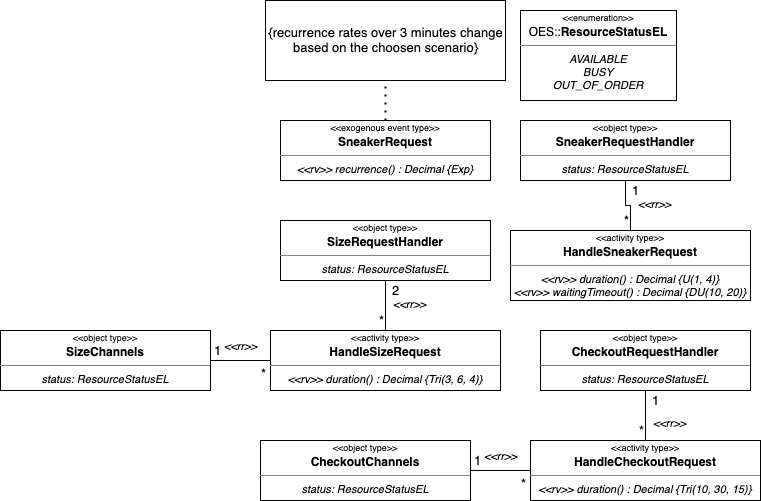 {recurrence rates over 3 minutes change
based on the choosen scenario}
<<enumeration>>
OES::ResourceStatusEL
AVAILABLE
BUSY
OUT_OF_ORDER
*
*
<<exogenous event type>>
SneakerRequest
<<rv>> recurrence() : Decimal {Exp}
<<object type>>
SneakerRequestHandler
status: ResourceStatusEL
1
<<rr>>
*
<<object type>>
SizeRequestHandler
status: ResourceStatusEL
2
<<rr>>
*
<<activity type>>
HandleSneakerRequest
<<rv>> duration() : Decimal {U(1, 4)}
<<rv>> waitingTimeout() : Decimal {DU(10, 20)}
<<object type>>
SizeChannels
status: ResourceStatusEL
1
<<rr>>
*
<<activity type>>
HandleSizeRequest
<<rv>> duration() : Decimal {Tri(3, 6, 4)}
<<object type>>
CheckoutRequestHandler
status: ResourceStatusEL
1
<<rr>>
*
<<object type>>
CheckoutChannels
status: ResourceStatusEL
1
<<rr>>
*
<<activity type>>
HandleCheckoutRequest
<<rv>> duration() : Decimal {Tri(10, 30, 15)}